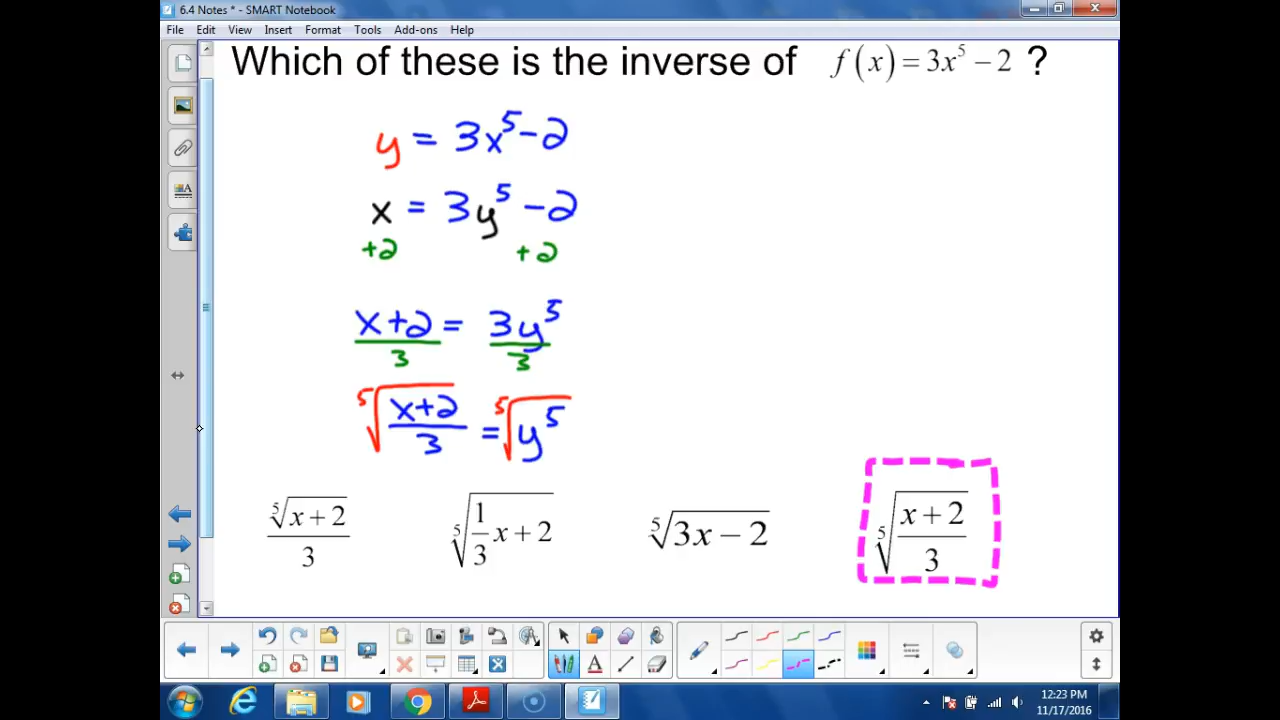 6.4 Notes * - SMART Notebook
File Edit View Insert Format Tools Add-ons Help
Which of these is the inverse of f(x) = 3x⁵ − 2 ?
y = 3x⁵ - 2
x = 3y⁵ - 2
+2 +2
x+2 = 3y⁵
3 3
⁵√((x+2)/3) = ⁵√(y⁵)
⁵√(x + 2)/3 ⁵√(1/3 x + 2) ⁵√(3x − 2) ⁵√((x + 2)/3)
A
12:23 PM
11/17/2016